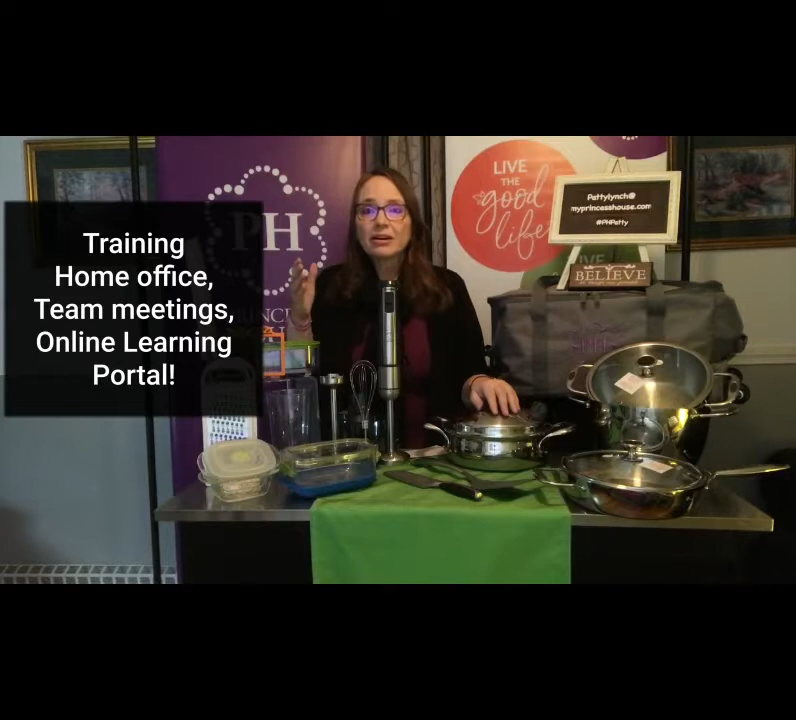 Training
Home office,
Team meetings,
Online Learning
Portal!
PH
LIVE
THE
good
life
Pattylynch@
myprincesshouse.com
#PHPatty
BELIEVE